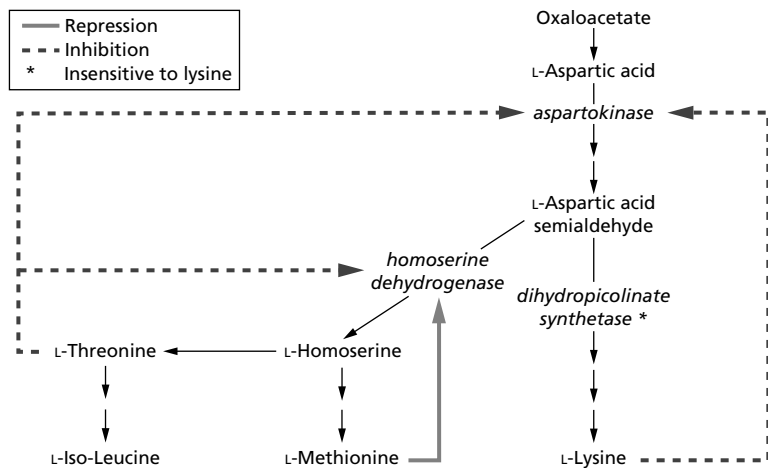 Repression
Inhibition
* Insensitive to lysine
Oxaloacetate
L-Aspartic acid
aspartokinase
L-Aspartic acid
semialdehyde
homoserine
dehydrogenase
dihydropicolinate
synthetase *
L-Threonine
L-Homoserine
L-Iso-Leucine
L-Methionine
L-Lysine